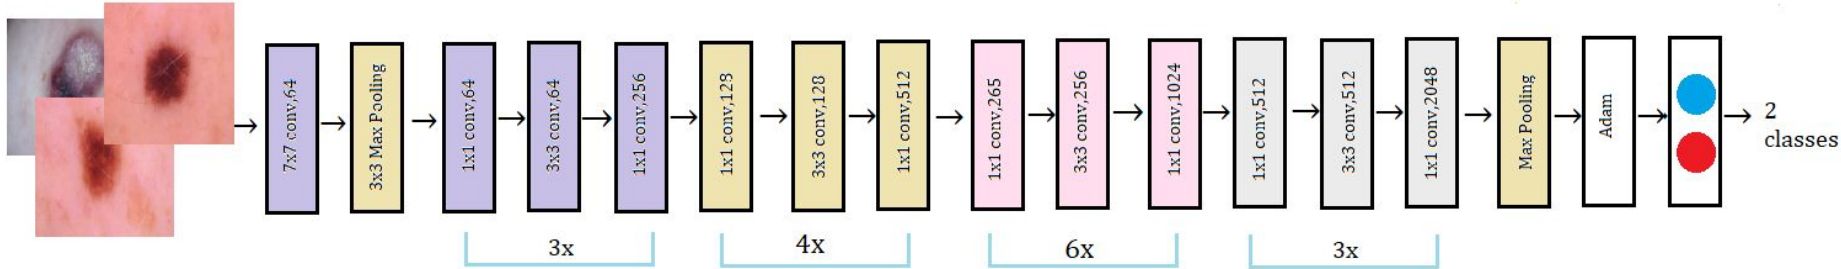 7x7 conv,64
3x3 Max Pooling
1x1 conv,64
3x3 conv,64
1x1 conv,256
1x1 conv,128
3x3 conv,128
1x1 conv,512
1x1 conv,265
3x3 conv,256
1x1 conv,1024
1x1 conv,512
3x3 conv,512
1x1 conv,2048
Max Pooling
Adam
2
classes
3x
4x
6x
3x